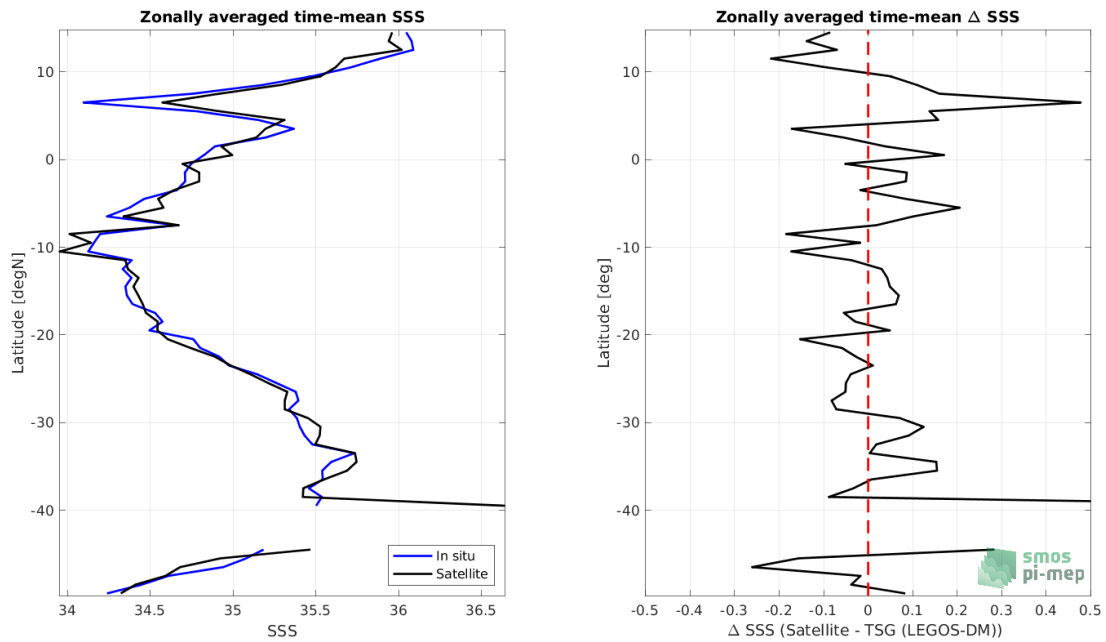 Zonally averaged time-mean SSS
Latitude [degN]
10
0
-10
-20
-30
-40
34
34.5
35
35.5
36
36.5
SSS
In situ
Satellite
Zonally averaged time-mean Δ SSS
Latitude [deg]
10
0
-10
-20
-30
-40
-0.5
-0.4
-0.3
-0.2
-0.1
0
0.1
0.2
0.3
0.4
0.5
Δ SSS (Satellite - TSG (LEGOS-DM))
smos
pi-mep